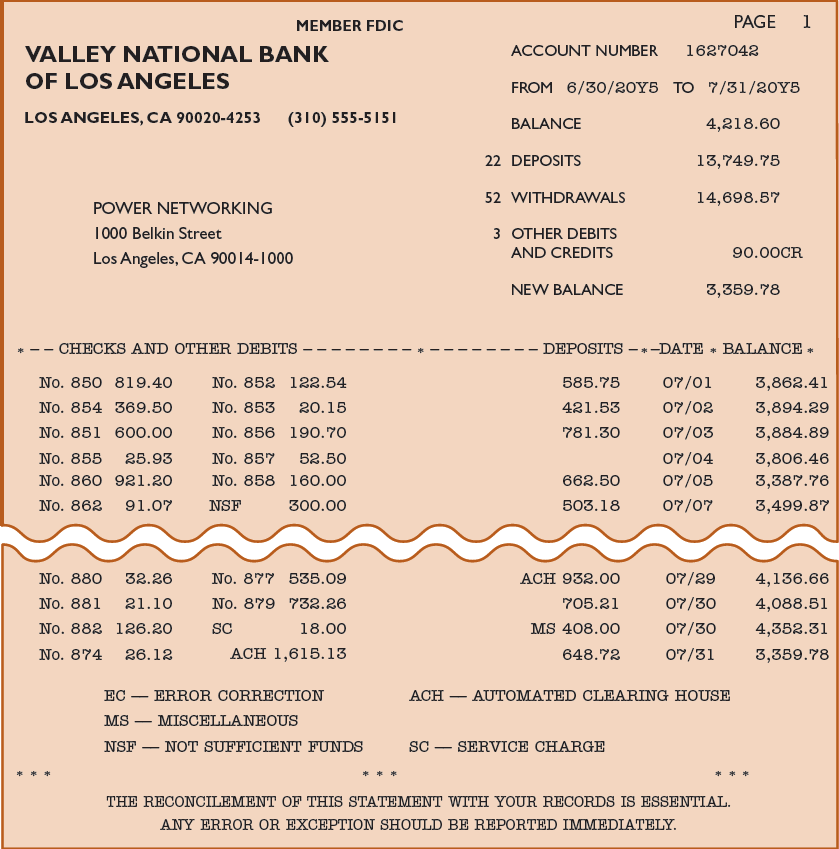 MEMBER FDIC
PAGE 1
VALLEY NATIONAL BANK
OF LOS ANGELES
LOS ANGELES, CA 90020-4253 (310) 555-5151
ACCOUNT NUMBER 1627042
FROM 6/30/20Y5 TO 7/31/20Y5
BALANCE 4,218.60
22 DEPOSITS 13,749.75
52 WITHDRAWALS 14,698.57
3 OTHER DEBITS
AND CREDITS 90.00CR
NEW BALANCE 3,359.78
POWER NETWORKING
1000 Belkin Street
Los Angeles, CA 90014-1000
* – – CHECKS AND OTHER DEBITS – – – – – – – – * – – – – – – – – DEPOSITS – * – DATE * BALANCE *
No. 850 819.40 No. 852 122.54 585.75 07/01 3,862.41
No. 854 369.50 No. 853 20.15 421.53 07/02 3,894.29
No. 851 600.00 No. 856 190.70 781.30 07/03 3,884.89
No. 855 25.93 No. 857 52.50 07/04 3,806.46
No. 860 921.20 No. 858 160.00 662.50 07/05 3,387.76
No. 862 91.07 NSF 300.00 503.18 07/07 3,499.87
No. 880 32.26 No. 877 535.09 ACH 932.00 07/29 4,136.66
No. 881 21.10 No. 879 732.26 705.21 07/30 4,088.51
No. 882 126.20 SC 18.00 MS 408.00 07/30 4,352.31
No. 874 26.12 ACH 1,615.13 648.72 07/31 3,359.78
EC — ERROR CORRECTION ACH — AUTOMATED CLEARING HOUSE
MS — MISCELLANEOUS
NSF — NOT SUFFICIENT FUNDS SC — SERVICE CHARGE
* * * * * * * * *
THE RECONCILEMENT OF THIS STATEMENT WITH YOUR RECORDS IS ESSENTIAL.
ANY ERROR OR EXCEPTION SHOULD BE REPORTED IMMEDIATELY.